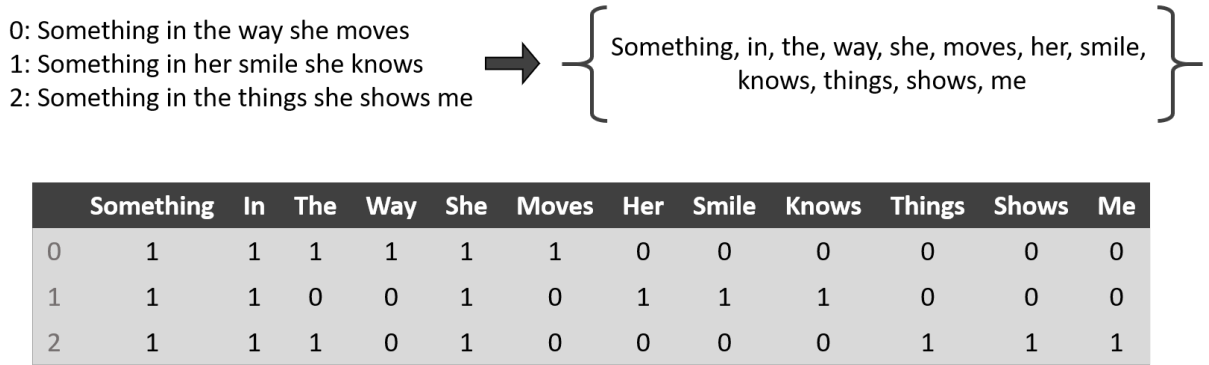 0: Something in the way she moves
1: Something in her smile she knows
2: Something in the things she shows me
Something, in, the, way, she, moves, her, smile,
knows, things, shows, me
Something In The Way She Moves Her Smile Knows Things Shows Me
0 1 1 1 1 1 1 0 0 0 0 0 0
1 1 1 0 0 1 0 1 1 1 0 0 0
2 1 1 1 0 1 0 0 0 0 1 1 1